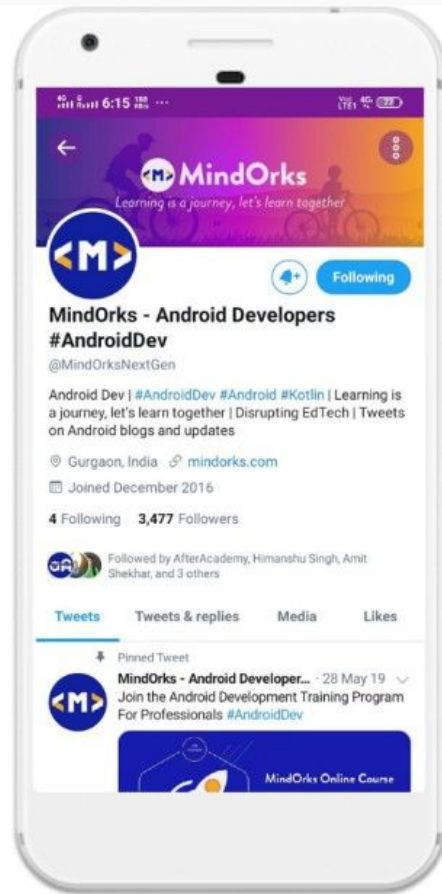 6:15
MindOrks
Learning is a journey, let's learn together
<M>
Following
MindOrks - Android Developers
#AndroidDev
@MindOrksNextGen
Android Dev | #AndroidDev #Android #Kotlin | Learning is
a journey, let's learn together | Disrupting EdTech | Tweets
on Android blogs and updates
Gurgaon, India mindorks.com
Joined December 2016
4 Following 3,477 Followers
Followed by AfterAcademy, Himanshu Singh, Amit
Shekhar, and 3 others
Tweets Tweets & replies Media Likes
Pinned Tweet
MindOrks - Android Developer... · 28 May 19
<M>
Join the Android Development Training Program
For Professionals #AndroidDev
MindOrks Online Course